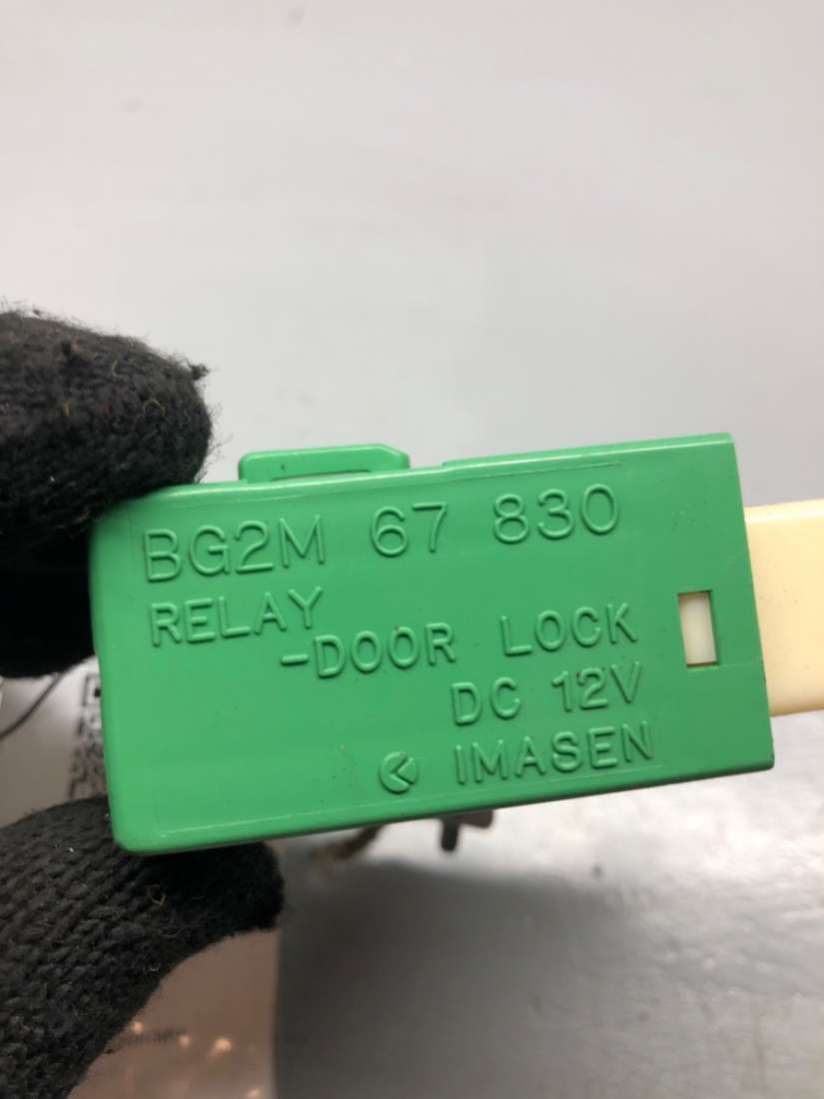 BG2M 67 830
RELAY
-DOOR LOCK
DC 12V
IMASEN